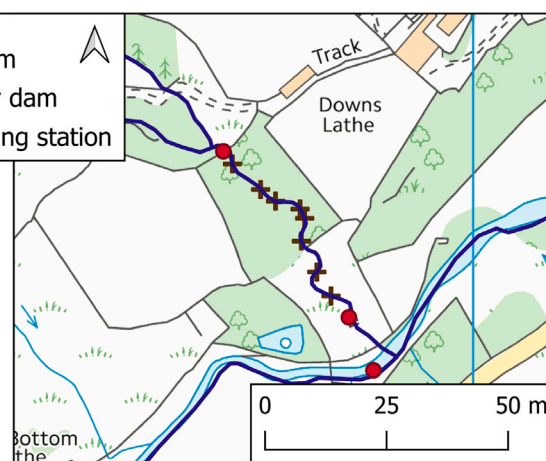 m
dam
ng station
Track
Downs
Lathe
0 25 50 m
Bottom
the